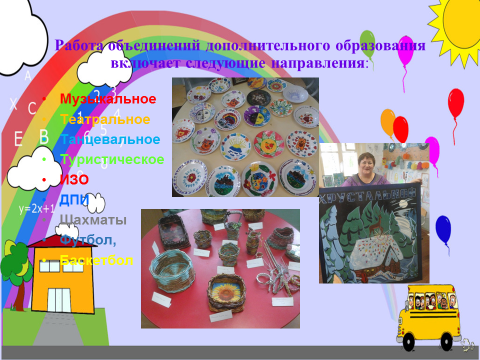 Работа объединений дополнительного образования
включает следующие направления:
• Музыкальное
• Театральное
• Танцевальное
• Туристическое
• ИЗО
• ДПИ
• Шахматы
• Футбол,
• Баскетбол
A
X C
E B
y=2x+1